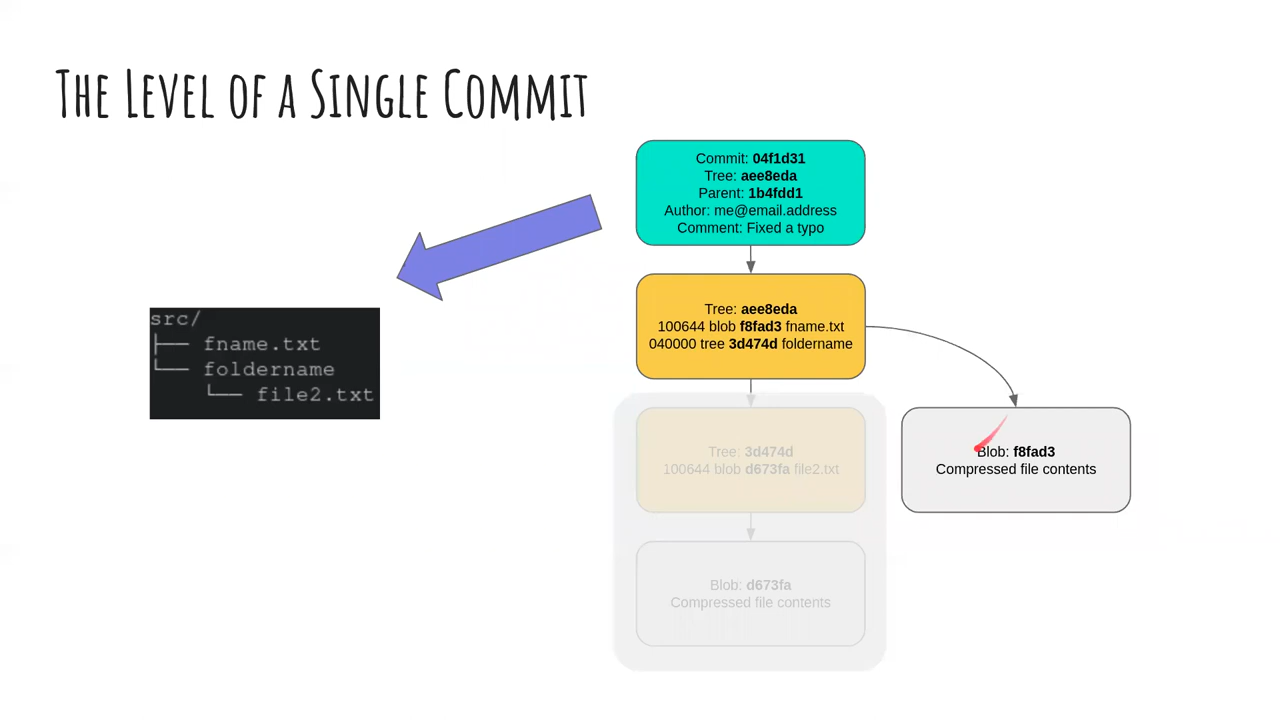 The Level of a Single Commit
Commit: 04f1d31
Tree: aee8eda
Parent: 1b4fdd1
Author: me@email.address
Comment: Fixed a typo
src/
├── fname.txt
└── foldername
    └── file2.txt
Tree: aee8eda
100644 blob f8fad3 fname.txt
040000 tree 3d474d foldername
Tree: 3d474d
100644 blob d673fa file2.txt
Blob: f8fad3
Compressed file contents
Blob: d673fa
Compressed file contents